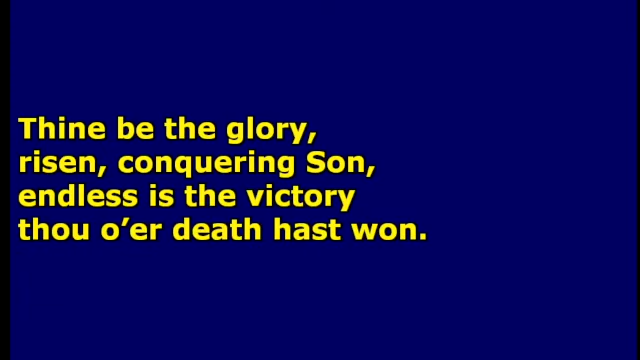 Thine be the glory,
risen, conquering Son,
endless is the victory
thou o’er death hast won.